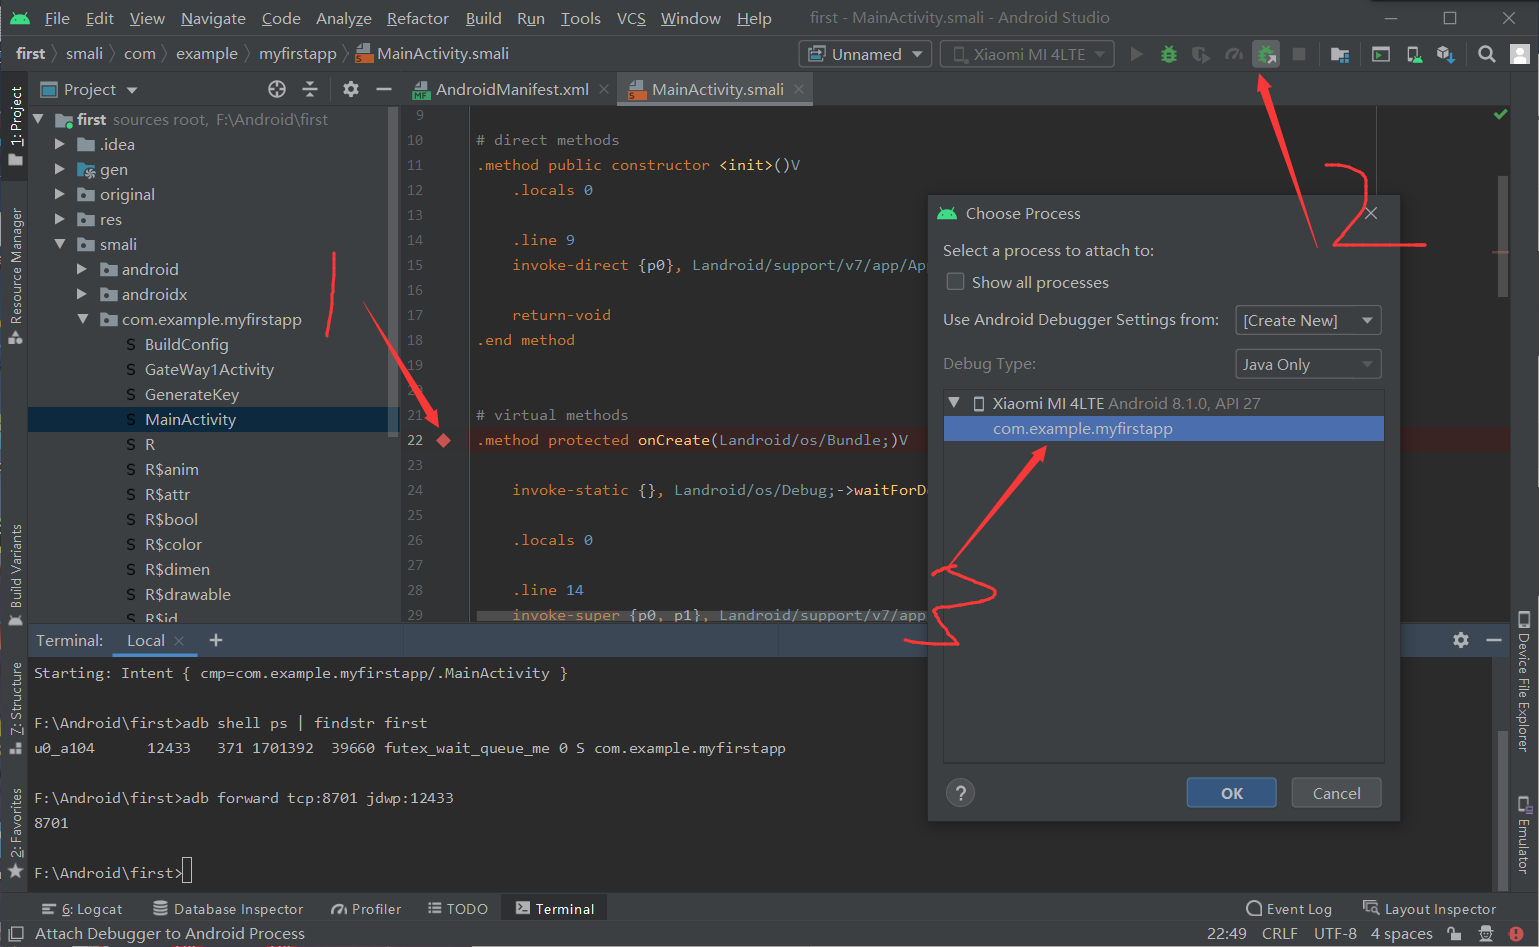 File Edit View Navigate Code Analyze Refactor Build Run Tools VCS Window Help first - MainActivity.smali - Android Studio
first smali com example myfirstapp MainActivity.smali Unnamed Xiaomi MI 4LTE
Project AndroidManifest.xml MainActivity.smali
first sources root, F:\Android\first
.idea
gen
original
res
smali
android
androidx
com.example.myfirstapp
BuildConfig
GateWay1Activity
GenerateKey
MainActivity
R
R$anim
R$attr
R$bool
R$color
R$dimen
R$drawable
R$id
1: Project
Resource Manager
Build Variants
7: Structure
2: Favorites
9
10 # direct methods
11 .method public constructor <init>()V
12 .locals 0
13
14 .line 9
15 invoke-direct {p0}, Landroid/support/v7/app/App
16
17 return-void
18 .end method
19
20
21 # virtual methods
22 .method protected onCreate(Landroid/os/Bundle;)V
23
24 invoke-static {}, Landroid/os/Debug;->waitForDe
25
26 .locals 0
27
28 .line 14
29 invoke-super {p0, p1}, Landroid/support/v7/app
1
2
3
Choose Process
Select a process to attach to:
Show all processes
Use Android Debugger Settings from: [Create New]
Debug Type: Java Only
Xiaomi MI 4LTE Android 8.1.0, API 27
com.example.myfirstapp
? OK Cancel
Device File Explorer
Emulator
Terminal: Local +
Starting: Intent { cmp=com.example.myfirstapp/.MainActivity }
F:\Android\first>adb shell ps | findstr first
u0_a104 12433 371 1701392 39660 futex_wait_queue_me 0 S com.example.myfirstapp
F:\Android\first>adb forward tcp:8701 jdwp:12433
8701
F:\Android\first>
6: Logcat Database Inspector Profiler TODO Terminal Event Log Layout Inspector
Attach Debugger to Android Process 22:49 CRLF UTF-8 4 spaces